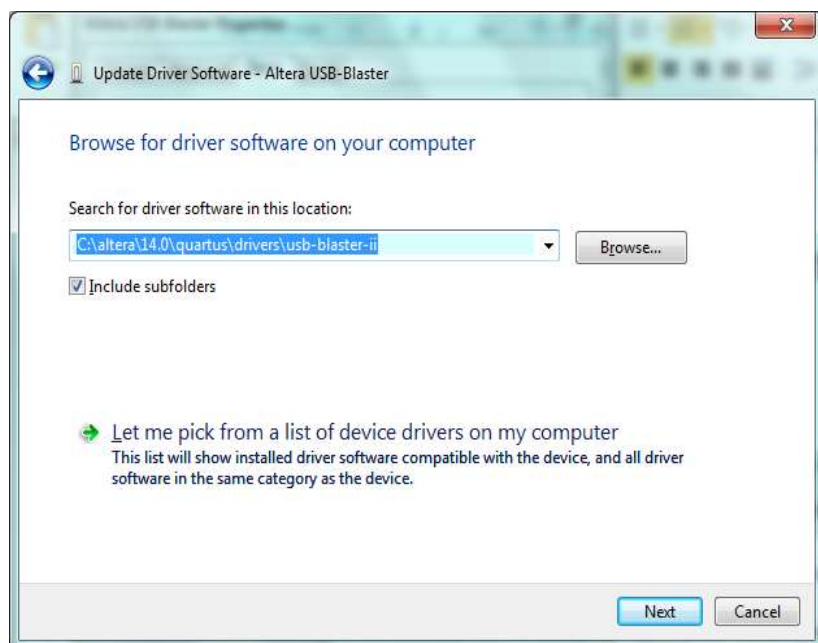 Update Driver Software - Altera USB-Blaster
Browse for driver software on your computer
Search for driver software in this location:
C:\altera\14.0\quartus\drivers\usb-blaster-ii
Browse...
Include subfolders
Let me pick from a list of device drivers on my computer
This list will show installed driver software compatible with the device, and all driver
software in the same category as the device.
Next
Cancel